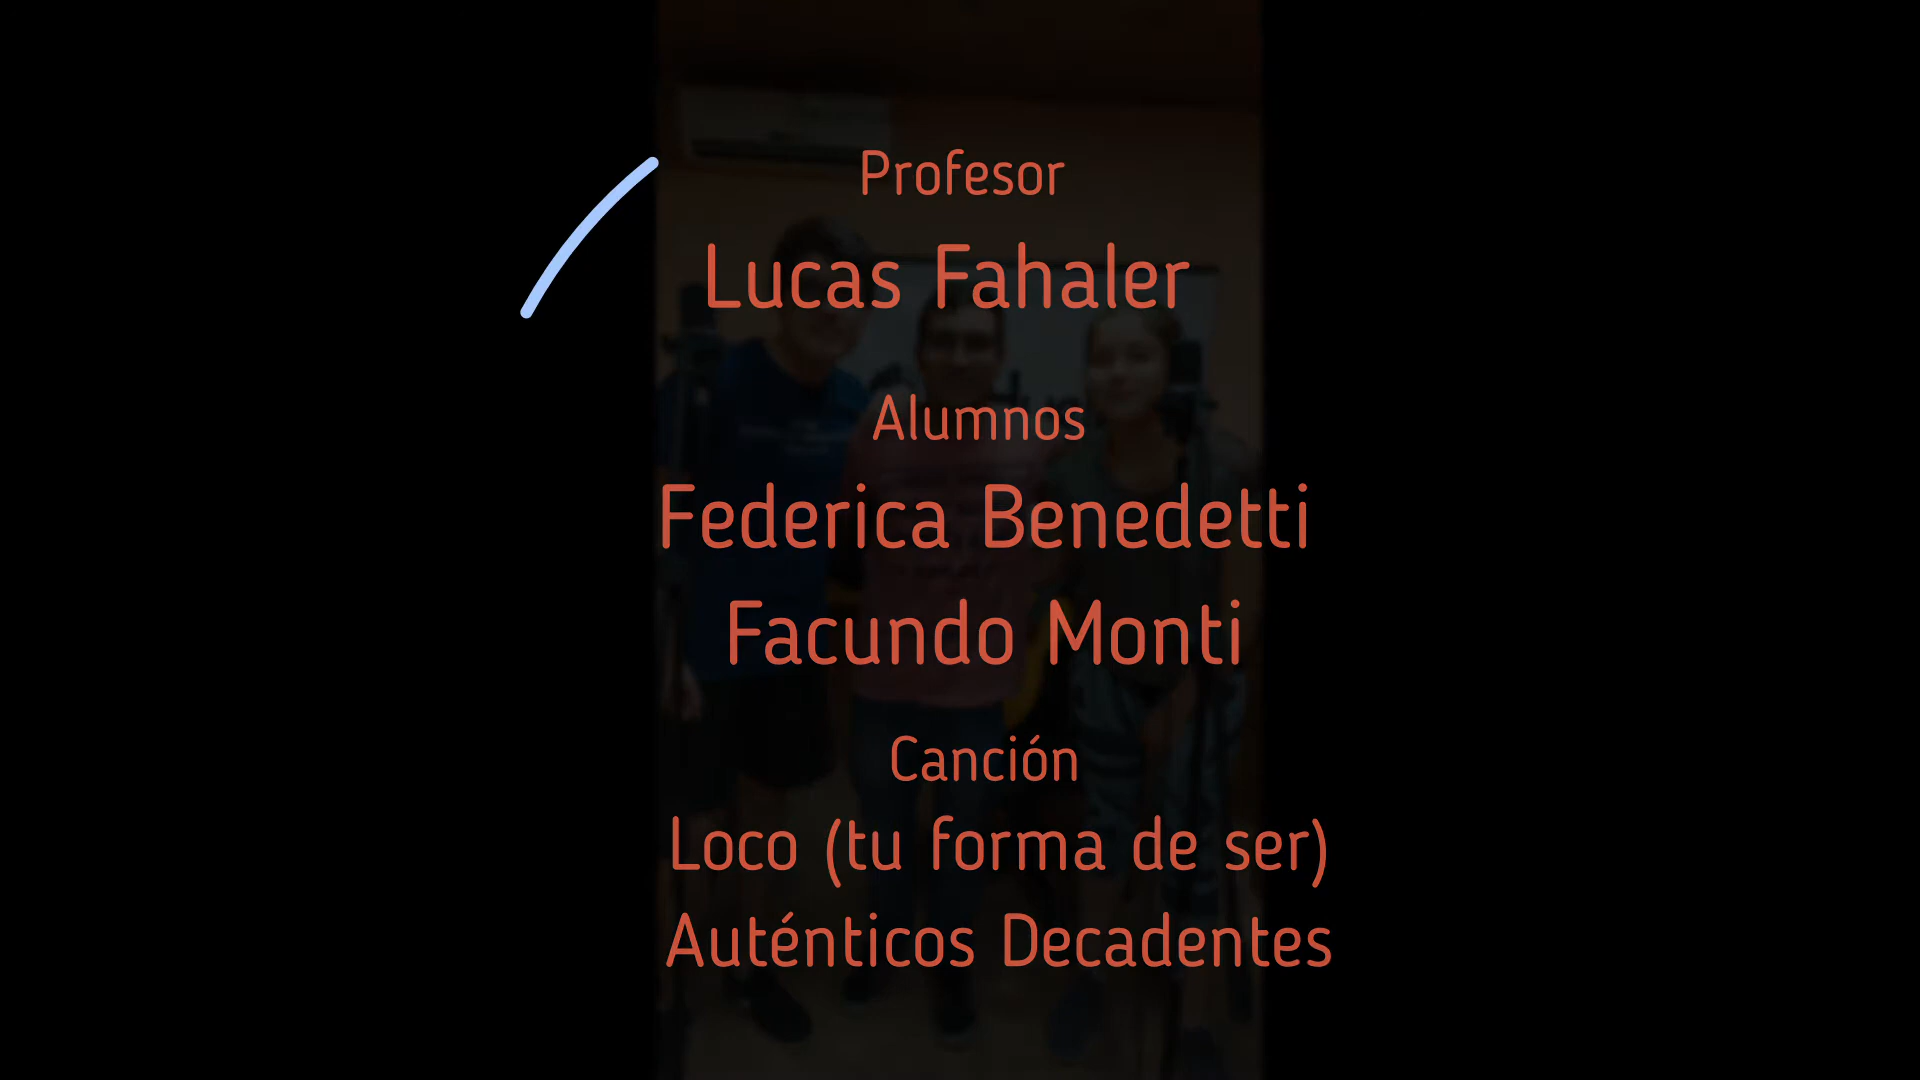 Profesor
Lucas Fahaler
Alumnos
Federica Benedetti
Facundo Monti
Canción
Loco (tu forma de ser)
Auténticos Decadentes